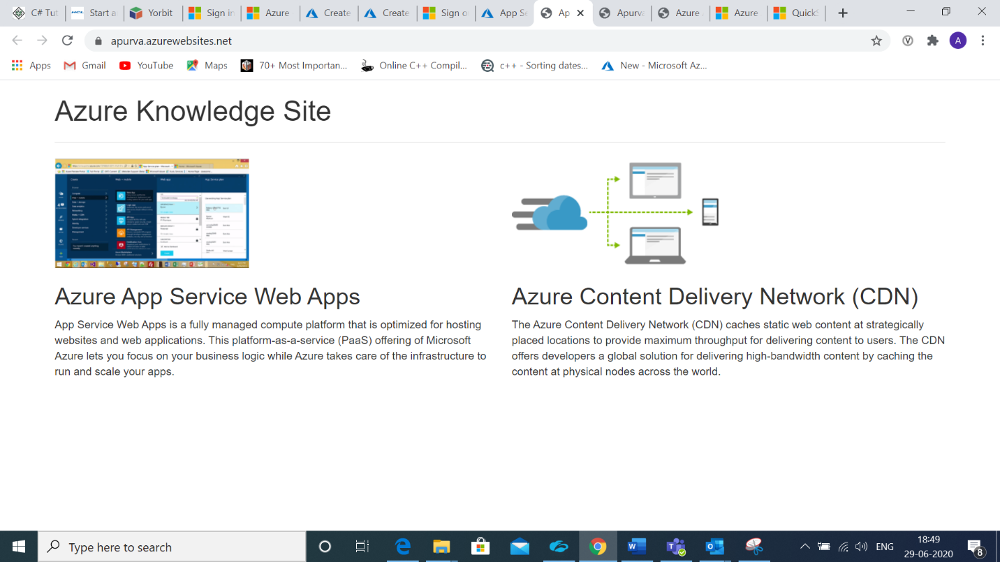 C# Tut
HCL
Start a
Yorbit
Sign in
Azure
Create
Create
Sign o
App Se
Ap
Apurv
Azure
Azure
QuickS
apurva.azurewebsites.net
V
A
Apps
Gmail
YouTube
Maps
70+ Most Importan...
Online C++ Compil...
c++ - Sorting dates...
New - Microsoft Az...
Azure Knowledge Site
Azure App Service Web Apps
App Service Web Apps is a fully managed compute platform that is optimized for hosting
websites and web applications. This platform-as-a-service (PaaS) offering of Microsoft
Azure lets you focus on your business logic while Azure takes care of the infrastructure to
run and scale your apps.
Azure Content Delivery Network (CDN)
The Azure Content Delivery Network (CDN) caches static web content at strategically
placed locations to provide maximum throughput for delivering content to users. The CDN
offers developers a global solution for delivering high-bandwidth content by caching the
content at physical nodes across the world.
Type here to search
ENG
18:49
29-06-2020
8